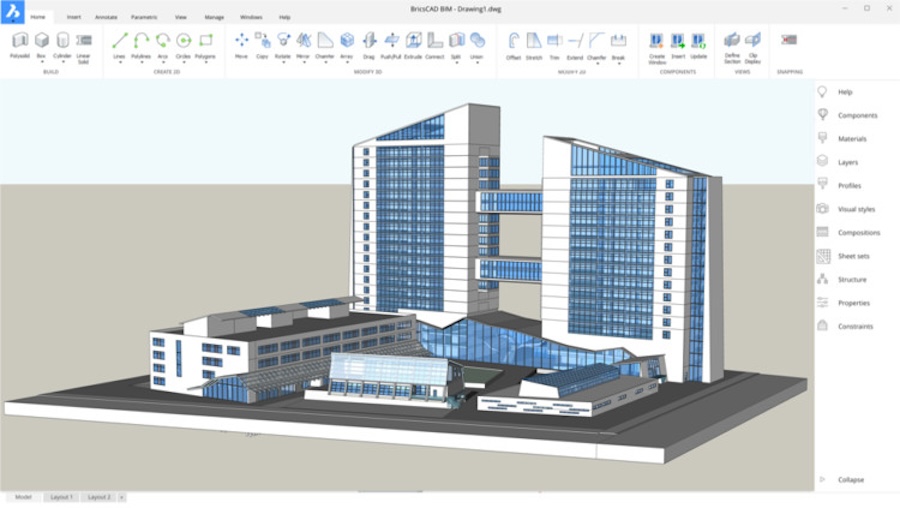 BricsCAD BIM - Drawing1.dwg
Home Insert Annotate Parametric View Manage Windows Help
Polysolid Box Cylinder Linear Solid Lines Polylines Arcs Circles Polygons Move Copy Rotate Mirror Chamfer Array Drag Push/Pull Extrude Connect Split Union Offset Stretch Trim Extend Chamfer Break Create Window Insert Update Define Section Clip Display
BUILD CREATE 2D MODIFY 3D MODIFY 2D COMPONENTS VIEWS SNAPPING
Help
Components
Materials
Layers
Profiles
Visual styles
Compositions
Sheet sets
Structure
Properties
Constraints
Collapse
Model Layout 1 Layout 2 +